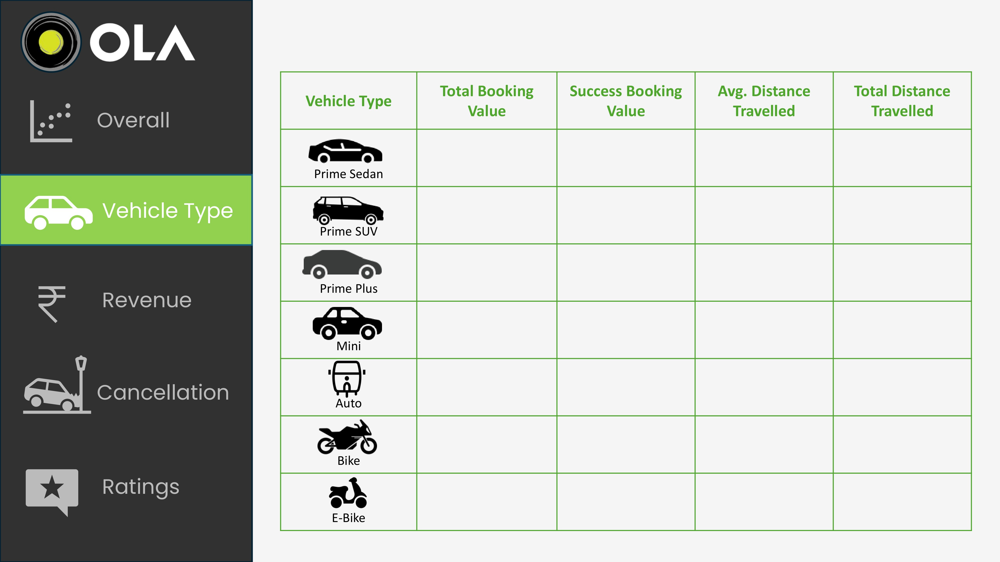 OLA
Overall
Vehicle Type
Revenue
Cancellation
Ratings
Vehicle Type
Total Booking
Value
Success Booking
Value
Avg. Distance
Travelled
Total Distance
Travelled
Prime Sedan
Prime SUV
Prime Plus
Mini
Auto
Bike
E-Bike